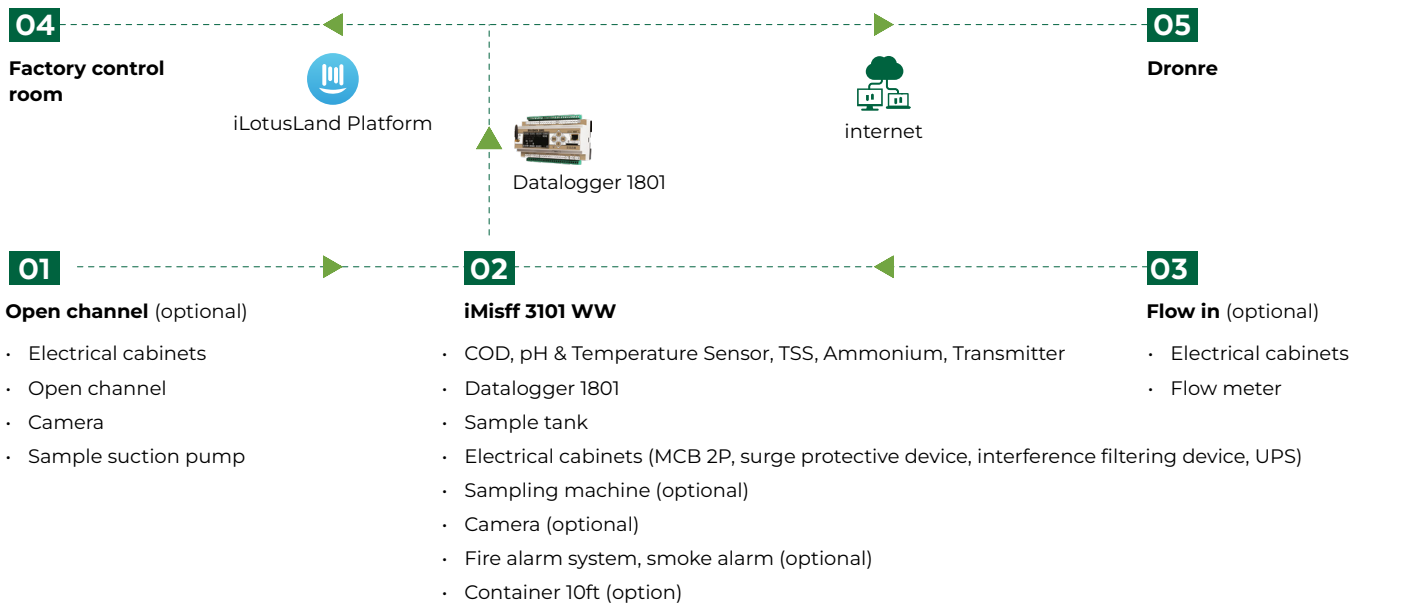 04
Factory control
room
iLotusLand Platform
Datalogger 1801
internet
05
Dronre
01
Open channel (optional)
• Electrical cabinets
• Open channel
• Camera
• Sample suction pump
02
iMisff 3101 WW
• COD, pH & Temperature Sensor, TSS, Ammonium, Transmitter
• Datalogger 1801
• Sample tank
• Electrical cabinets (MCB 2P, surge protective device, interference filtering device, UPS)
• Sampling machine (optional)
• Camera (optional)
• Fire alarm system, smoke alarm (optional)
• Container 10ft (option)
03
Flow in (optional)
• Electrical cabinets
• Flow meter